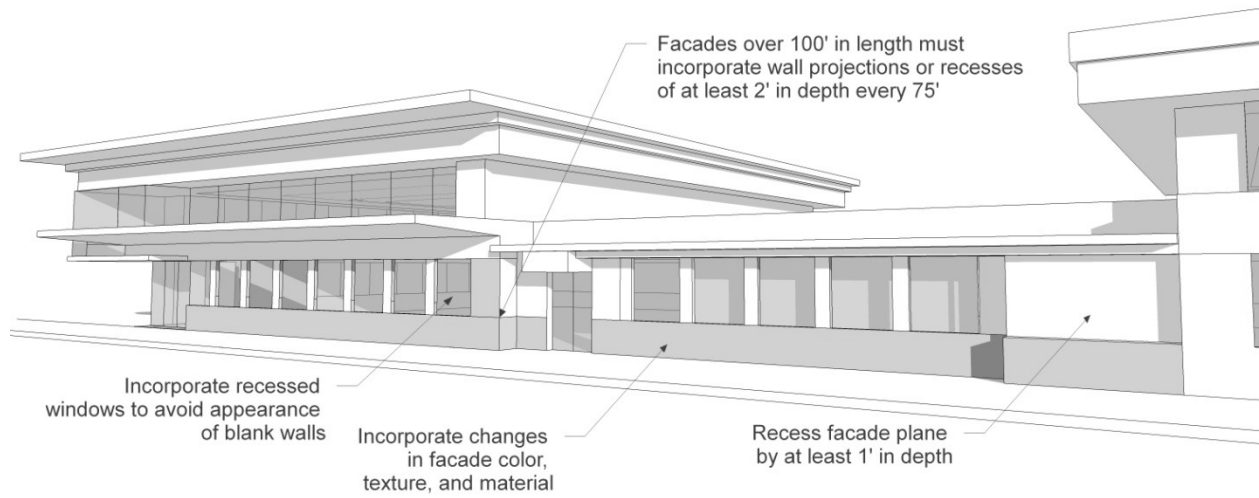 Facades over 100' in length must
incorporate wall projections or recesses
of at least 2' in depth every 75'
Incorporate recessed
windows to avoid appearance
of blank walls
Incorporate changes
in facade color,
texture, and material
Recess facade plane
by at least 1' in depth